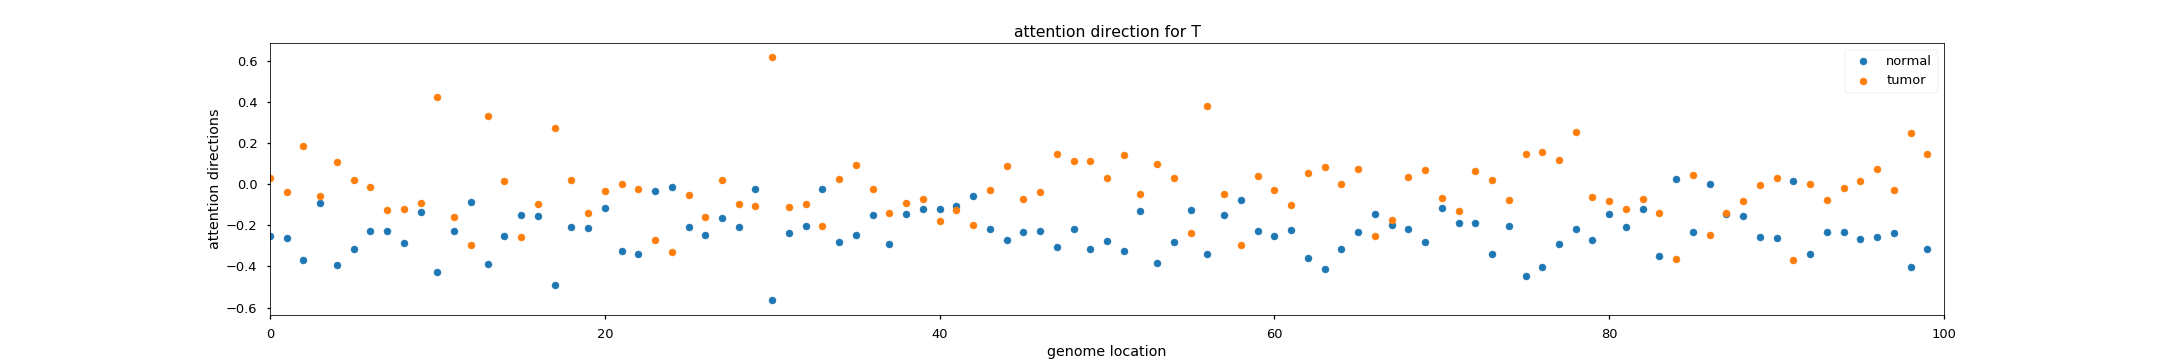 attention direction for T
attention directions
0.6
0.4
0.2
0.0
−0.2
−0.4
−0.6
normal
tumor
0 20 40 60 80 100
genome location